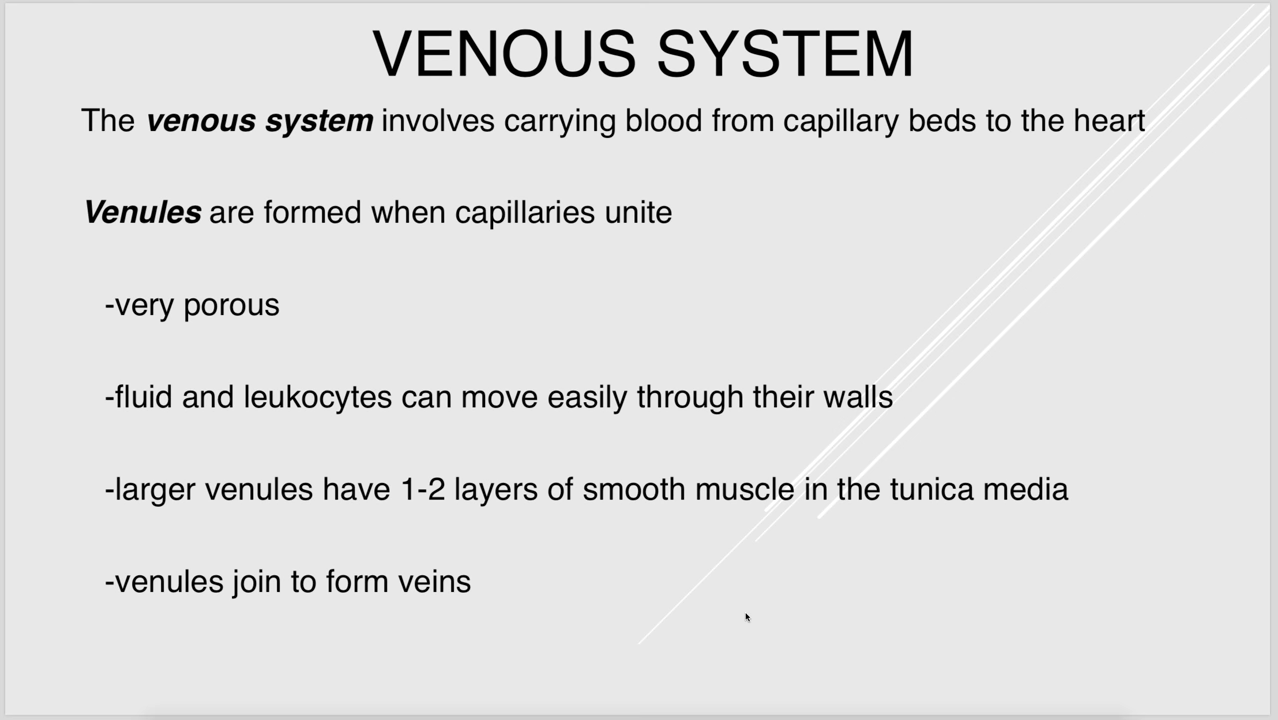 VENOUS SYSTEM
The venous system involves carrying blood from capillary beds to the heart
Venules are formed when capillaries unite
-very porous
-fluid and leukocytes can move easily through their walls
-larger venules have 1-2 layers of smooth muscle in the tunica media
-venules join to form veins